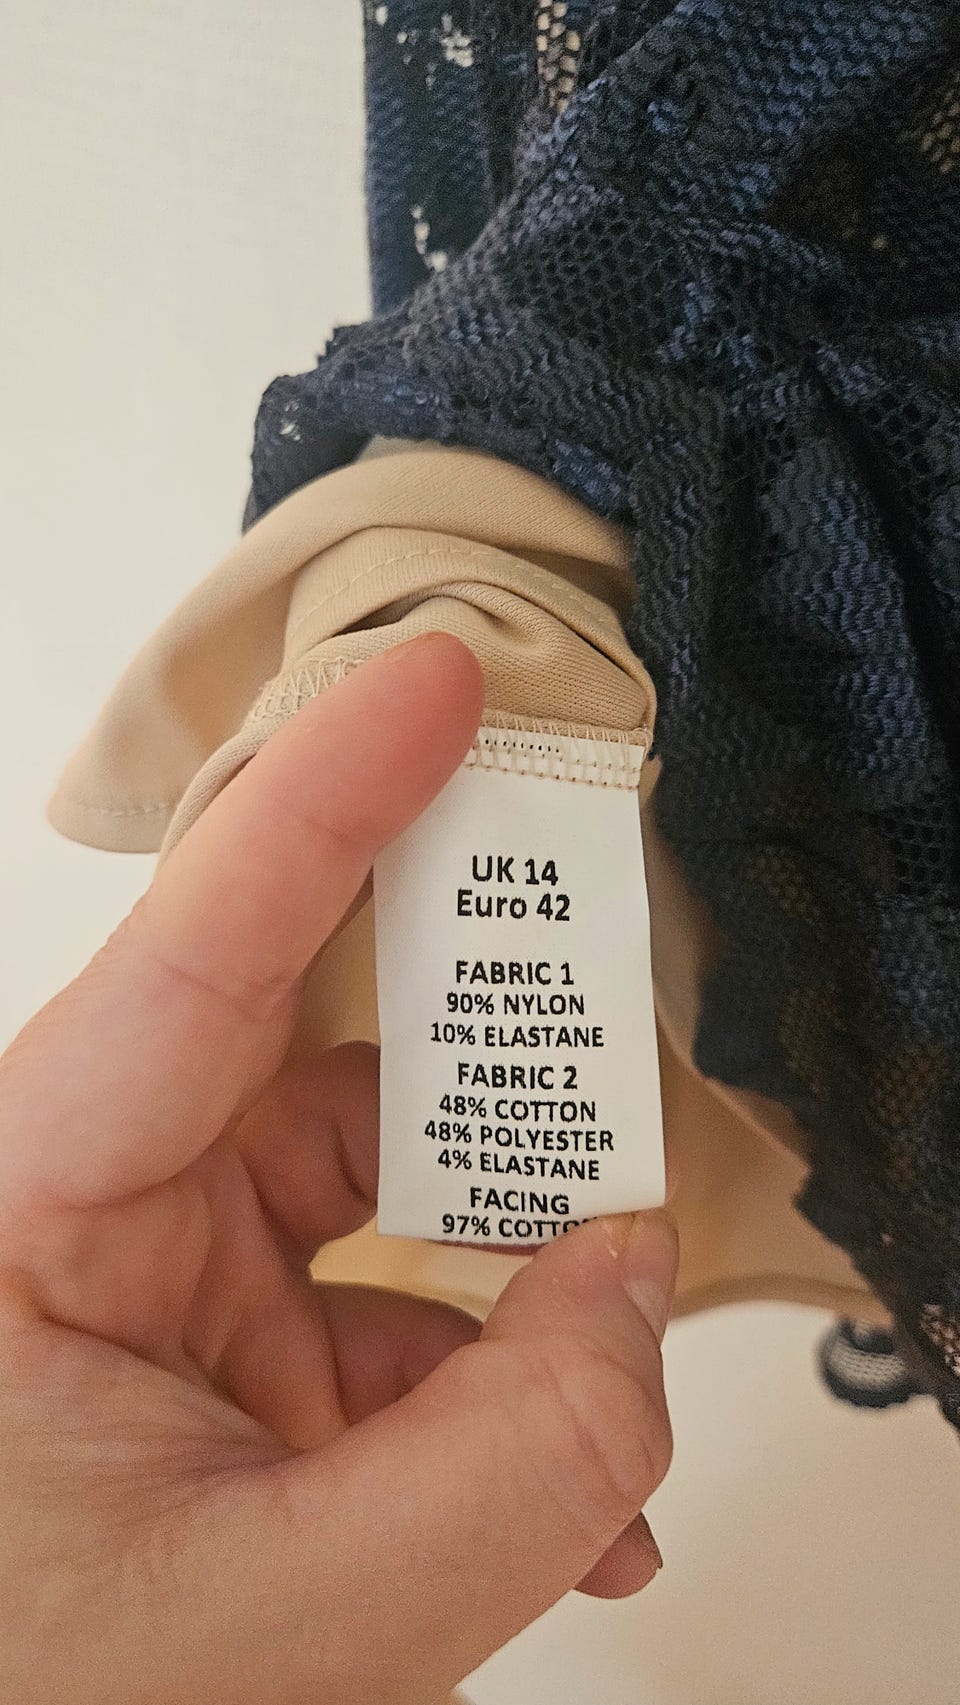 UK 14
Euro 42
FABRIC 1
90% NYLON
10% ELASTANE
FABRIC 2
48% COTTON
48% POLYESTER
4% ELASTANE
FACING
97%